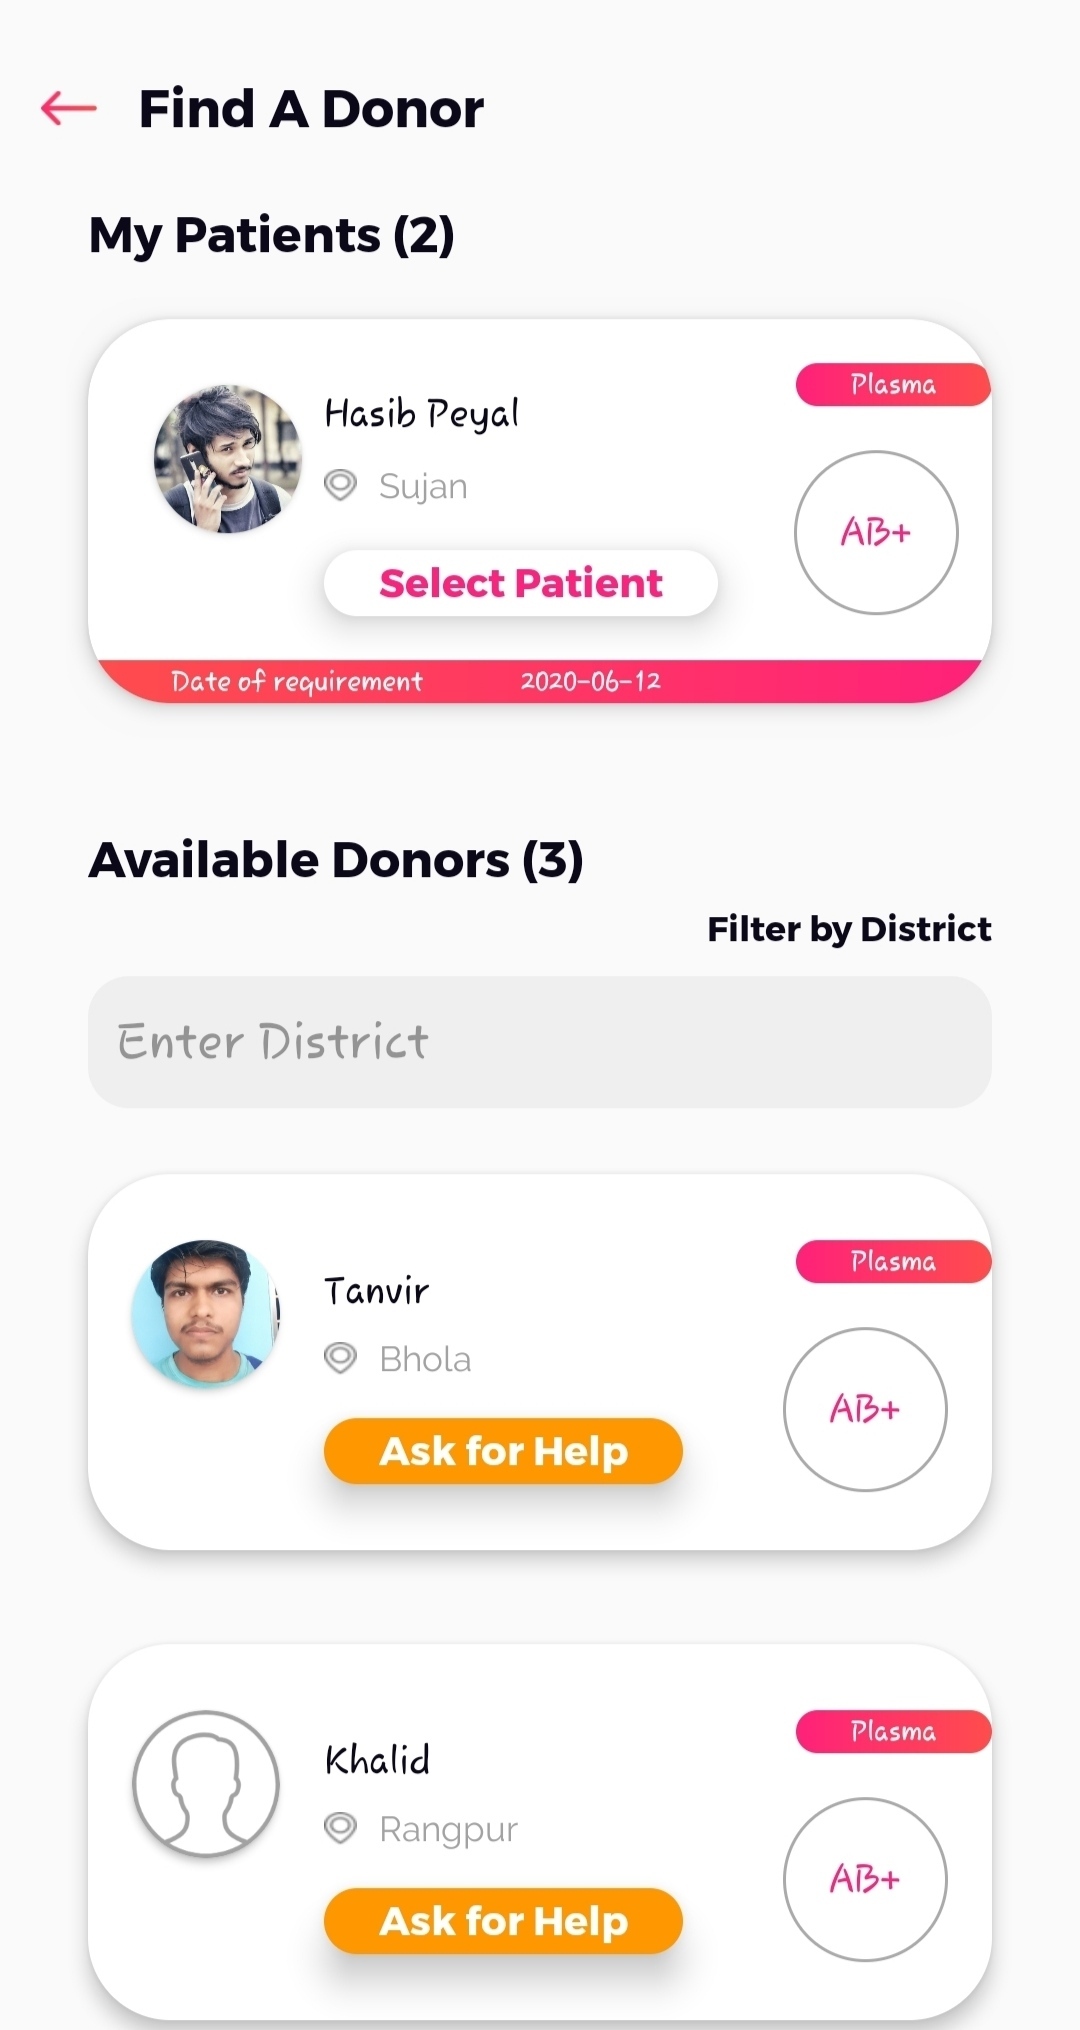 Find A Donor
My Patients (2)
Plasma
Hasib Peyal
Sujan
AB+
Select Patient
Date of requirement 2020-06-12
Available Donors (3)
Filter by District
Enter District
Plasma
Tanvir
Bhola
AB+
Ask for Help
Plasma
Khalid
Rangpur
AB+
Ask for Help